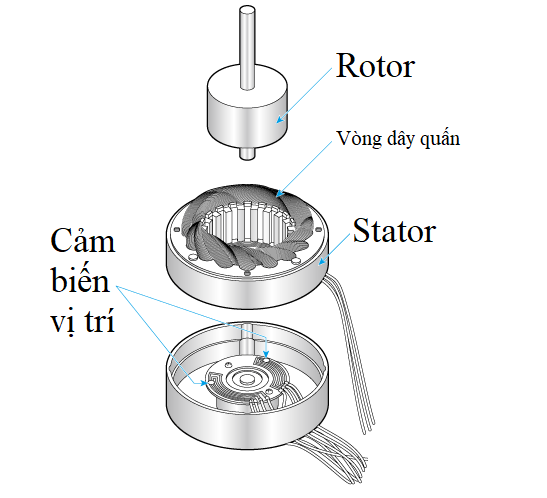 Rotor
Vòng dây quấn
Stator
Cảm
biến
vị trí